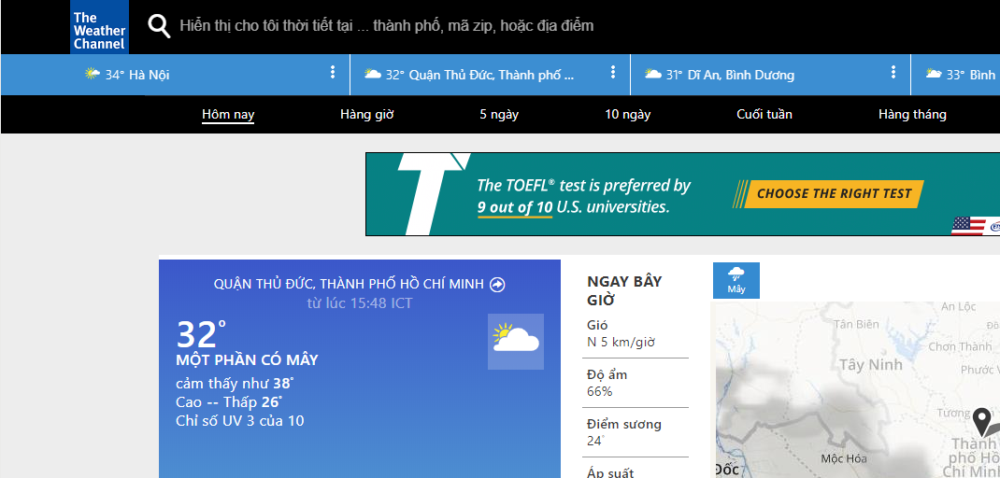 The
Weather
Channel
Hiển thị cho tôi thời tiết tại ... thành phố, mã zip, hoặc địa điểm
34° Hà Nội
32° Quận Thủ Đức, Thành phố ...
31° Dĩ An, Bình Dương
33° Bình
Hôm nay
Hàng giờ
5 ngày
10 ngày
Cuối tuần
Hàng tháng
T
The TOEFL® test is preferred by
9 out of 10 U.S. universities.
CHOOSE THE RIGHT TEST
QUẬN THỦ ĐỨC, THÀNH PHỐ HỒ CHÍ MINH
từ lúc 15:48 ICT
32°
MỘT PHẦN CÓ MÂY
cảm thấy như 38°
Cao -- Thấp 26°
Chỉ số UV 3 của 10
NGAY BÂY
GIỜ
Gió
N 5 km/giờ
Độ ẩm
66%
Điểm sương
24°
Áp suất
Mây
An Lộc
Tân Biên
Chơn Thành
Tây Ninh
Phước
Tương
Thành
phố Hồ
Chí Minh
Mộc Hóa
Đốc